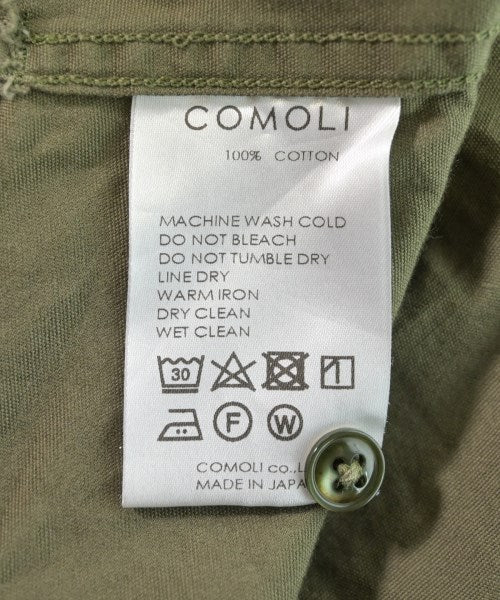 COMOLI
100% COTTON
MACHINE WASH COLD
DO NOT BLEACH
DO NOT TUMBLE DRY
LINE DRY
WARM IRON
DRY CLEAN
WET CLEAN
30
F W
COMOLI co.,L
MADE IN JAPA